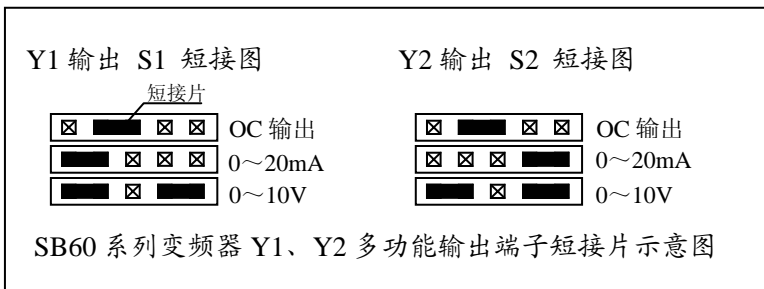 Y1 输出 S1 短接图
Y2 输出 S2 短接图
短接片
OC 输出
0～20mA
0～10V
OC 输出
0～20mA
0～10V
SB60 系列变频器 Y1、Y2 多功能输出端子短接片示意图